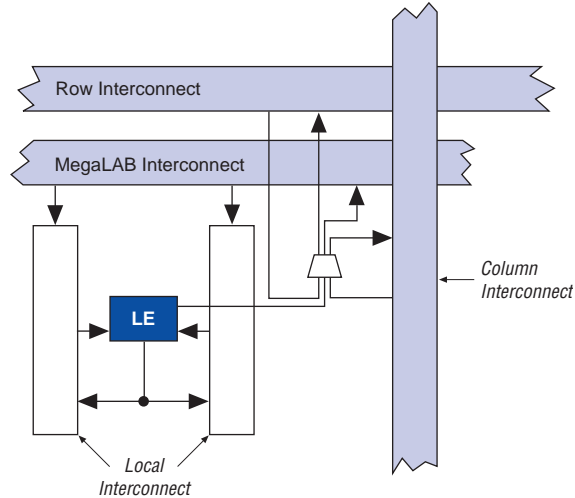 Row Interconnect
MegaLAB Interconnect
Column
Interconnect
LE
Local
Interconnect